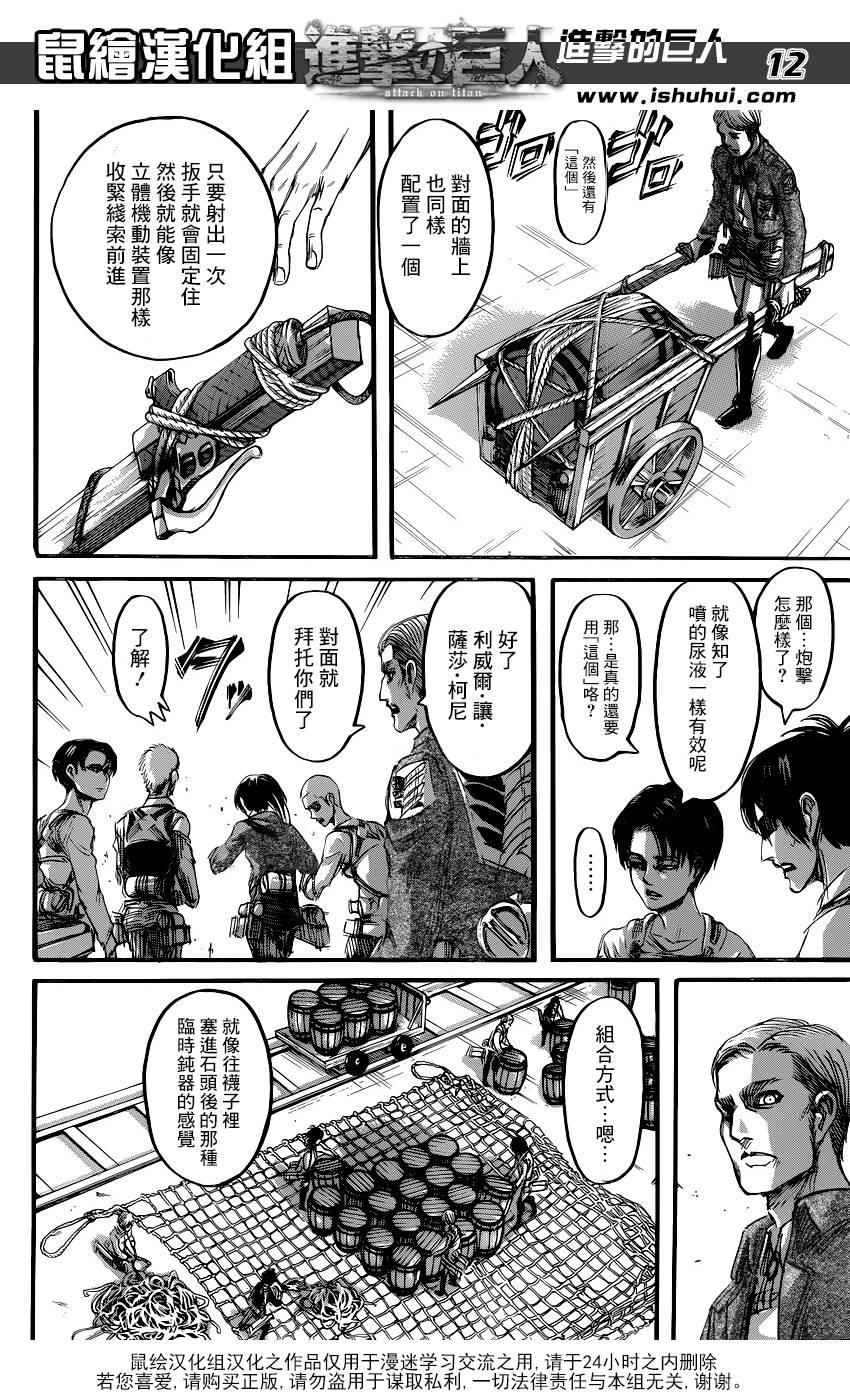 鼠繪漢化組
進撃の巨人
attack on titan
進擊的巨人
12
www.ishuhui.com
然後還有
「這個」
對面的牆上
也同樣
配置了一個
ゴロ
ゴロ
只要射出一次
扳手就會固定住
然後就能像
立體機動裝置那樣
收緊綫索前進
那個…炮擊
怎麼樣了?
就像知了
噴的尿液一樣有效呢
那…是真的還要
用「這個」咯?
……
好了
利威爾·讓·
薩莎·柯尼
對面就
拜托你們了
ダッ
了解!
組合方式…嗯…
就像往襪子裡
塞進石頭後的那種
臨時鈍器的感覺
鼠绘汉化组汉化之作品仅用于漫迷学习交流之用, 请于24小时之内删除
若您喜爱, 请购买正版, 请勿盗用于谋取私利, 一切法律责任与本组无关, 谢谢。